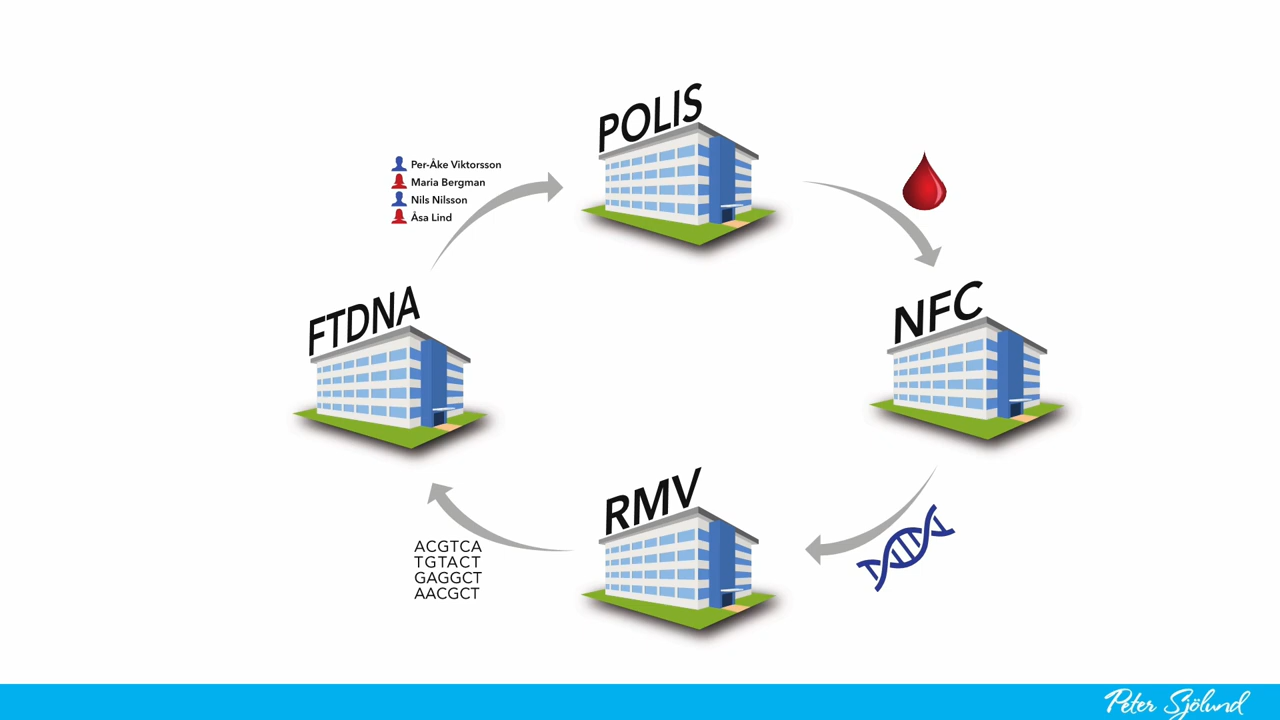 POLIS
Per-Åke Viktorsson
Maria Bergman
Nils Nilsson
Åsa Lind
NFC
FTDNA
RMV
ACGTCA
TGTACT
GAGGCT
AACGCT
Peter Sjölund